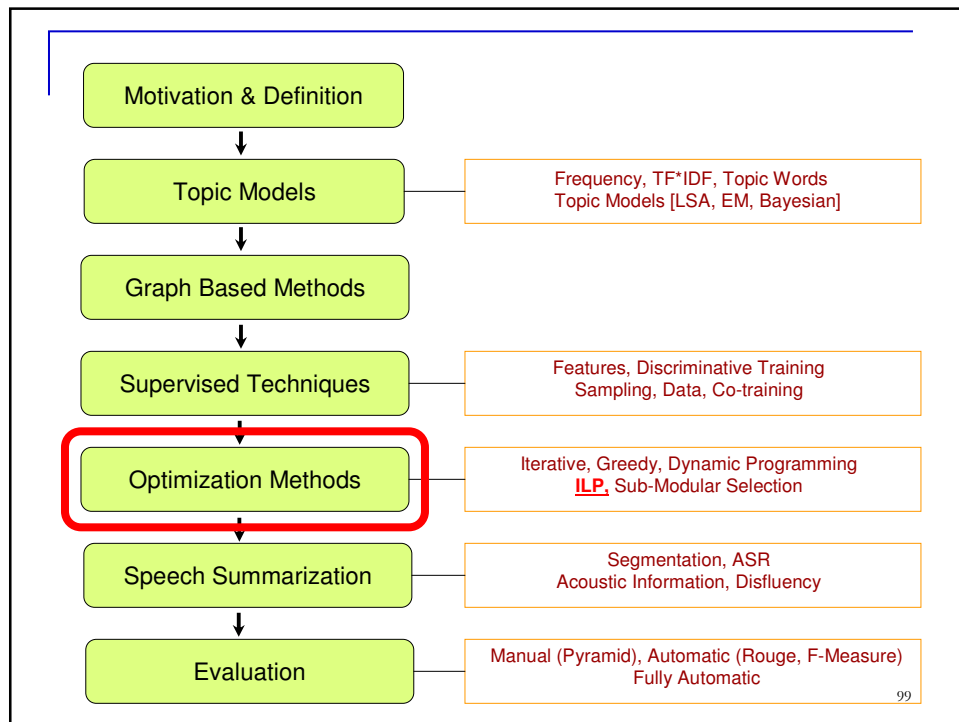 Motivation & Definition
Topic Models
Frequency, TF*IDF, Topic Words
Topic Models [LSA, EM, Bayesian]
Graph Based Methods
Supervised Techniques
Features, Discriminative Training
Sampling, Data, Co-training
Optimization Methods
Iterative, Greedy, Dynamic Programming
ILP, Sub-Modular Selection
Speech Summarization
Segmentation, ASR
Acoustic Information, Disfluency
Evaluation
Manual (Pyramid), Automatic (Rouge, F-Measure)
Fully Automatic
99